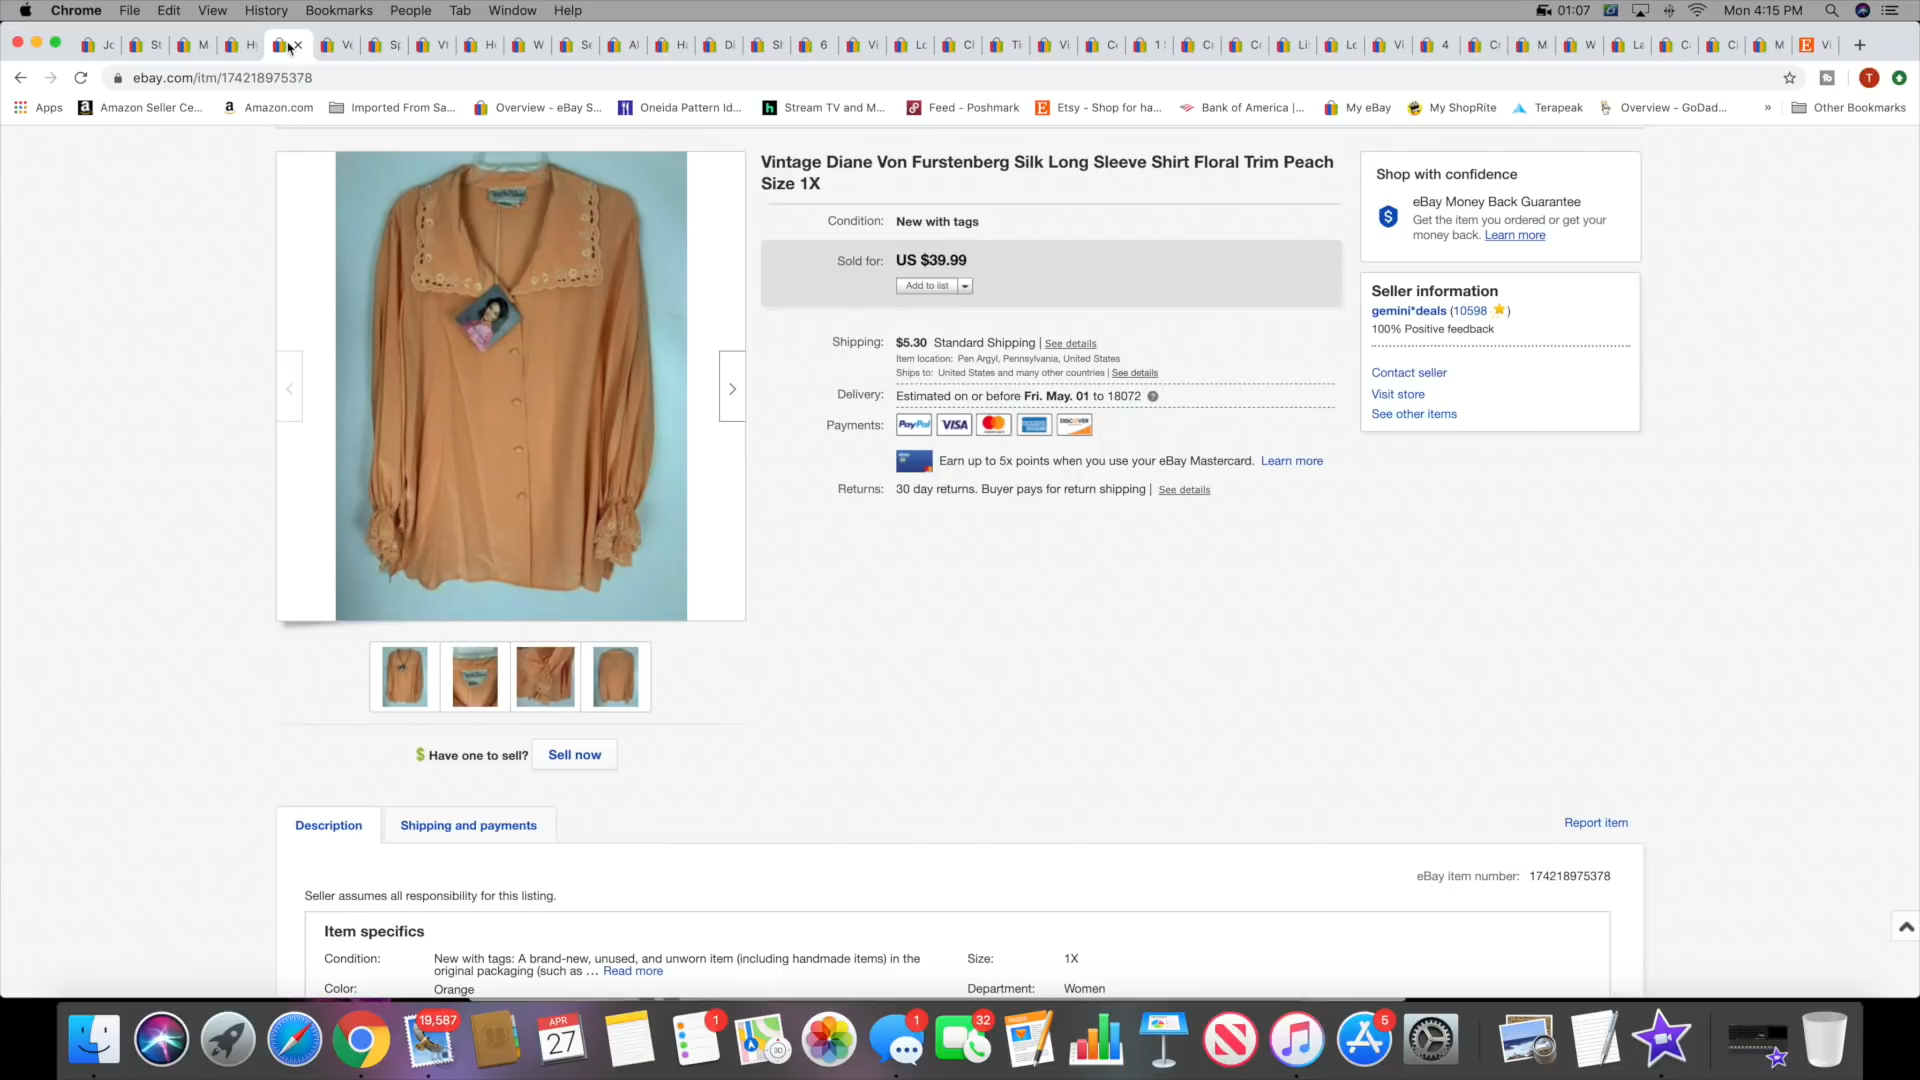 Chrome File Edit View History Bookmarks People Tab Window Help 01:07 Mon 4:15 PM
ebay.com/itm/174218975378 T
Apps Amazon Seller Ce... Amazon.com Imported From Sa... Overview - eBay S... Oneida Pattern Id... Stream TV and M... Feed - Poshmark Etsy - Shop for ha... Bank of America |... My eBay My ShopRite Terapeak Overview - GoDad... » Other Bookmarks
Vintage Diane Von Furstenberg Silk Long Sleeve Shirt Floral Trim Peach
Size 1X
Condition: New with tags
Sold for: US $39.99
Add to list
Shipping: $5.30 Standard Shipping | See details
Item location: Pen Argyl, Pennsylvania, United States
Ships to: United States and many other countries | See details
Delivery: Estimated on or before Fri. May. 01 to 18072
Payments: PayPal VISA DISCOVER
Earn up to 5x points when you use your eBay Mastercard. Learn more
Returns: 30 day returns. Buyer pays for return shipping | See details
Shop with confidence
eBay Money Back Guarantee
Get the item you ordered or get your
money back. Learn more
Seller information
gemini*deals (10598 )
100% Positive feedback
Contact seller
Visit store
See other items
Have one to sell? Sell now
Description Shipping and payments Report item
eBay item number: 174218975378
Seller assumes all responsibility for this listing.
Item specifics
Condition: New with tags: A brand-new, unused, and unworn item (including handmade items) in the
original packaging (such as ... Read more
Color: Orange
Size: 1X
Department: Women
19,587 APR 27 1 1 32 5